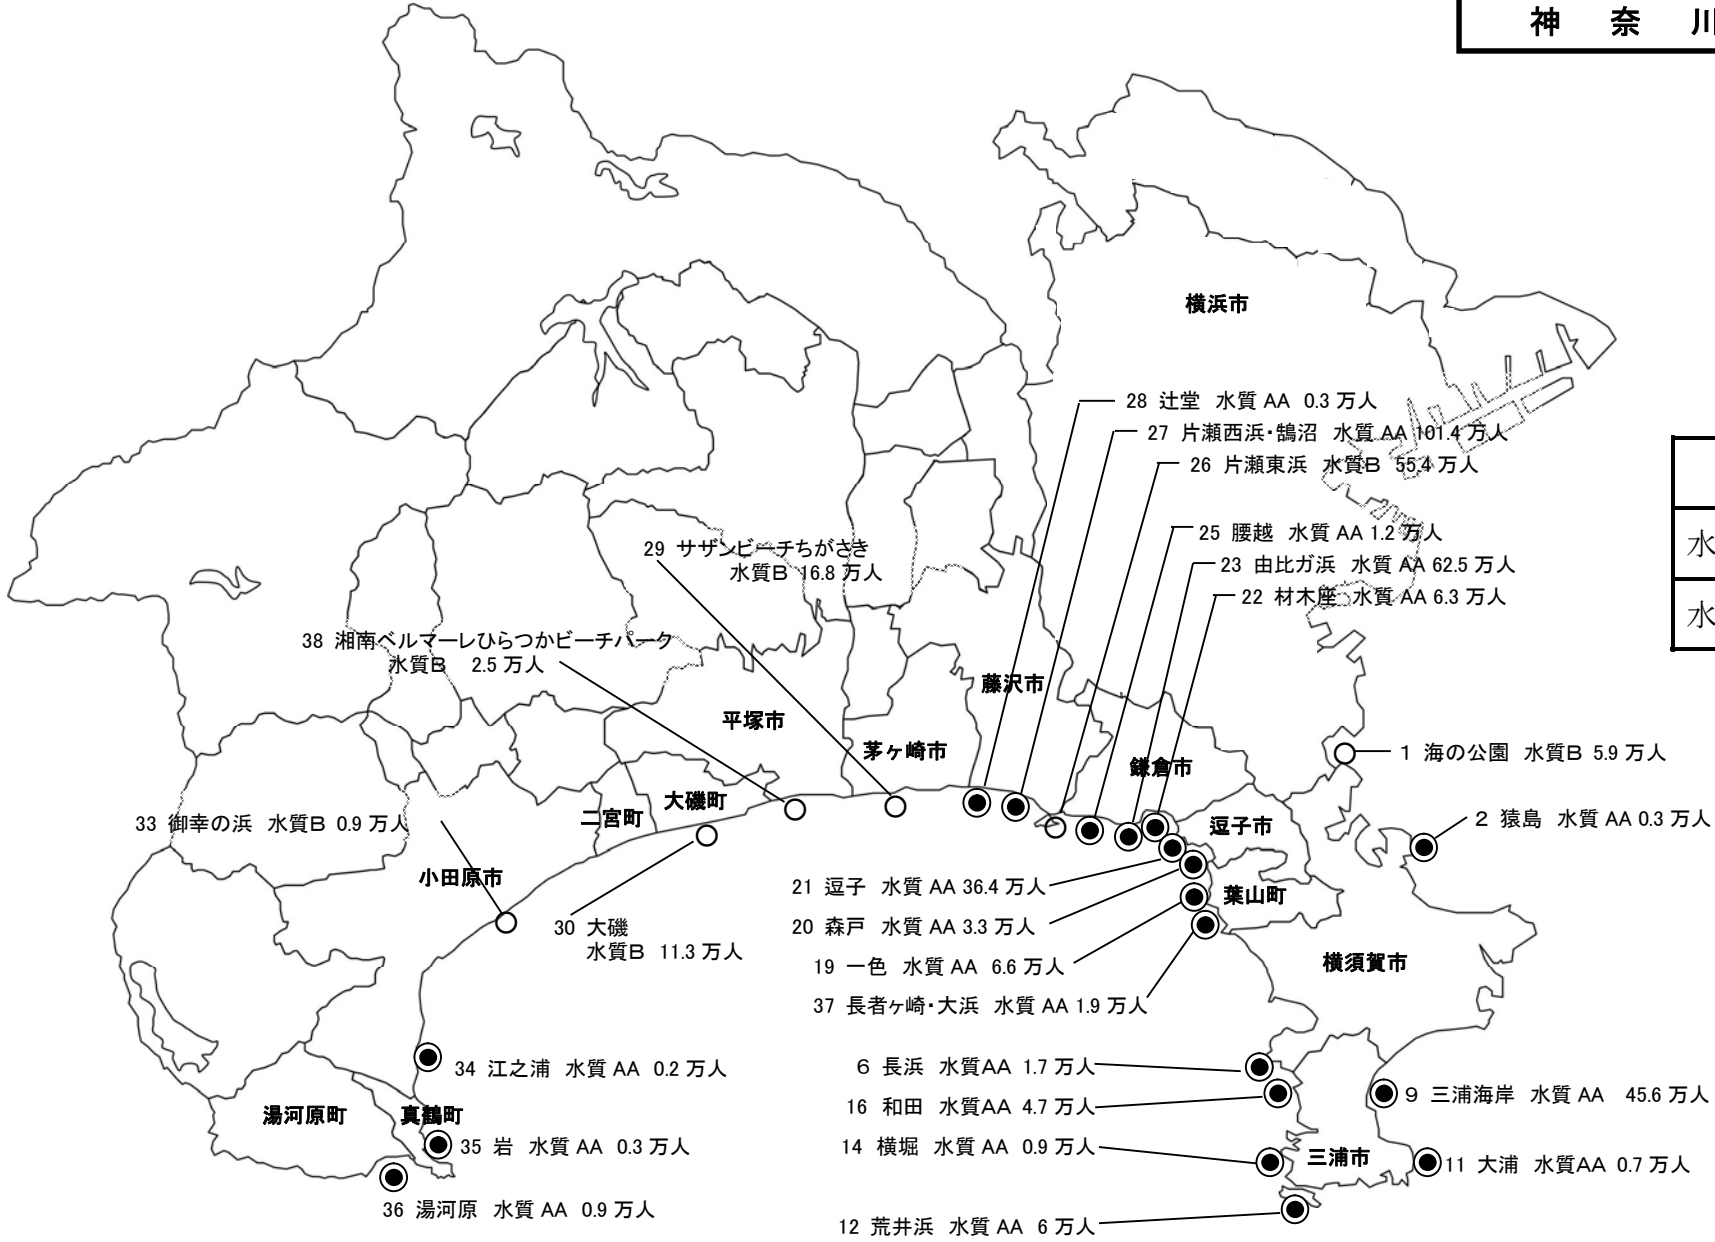 神 奈 川
横浜市
28 辻堂 水質 AA 0.3 万人
27 片瀬西浜・鵠沼 水質 AA 101.4 万人
26 片瀬東浜 水質B 55.4 万人
25 腰越 水質 AA 1.2 万人
23 由比ガ浜 水質 AA 62.5 万人
22 材木座 水質 AA 6.3 万人
水
水
29 サザンビーチちがさき
水質B 16.8 万人
38 湘南ベルマーレひらつかビーチパーク
水質B 2.5 万人
藤沢市
平塚市
茅ヶ崎市
鎌倉市
1 海の公園 水質B 5.9 万人
大磯町
二宮町
逗子市
2 猿島 水質 AA 0.3 万人
33 御幸の浜 水質B 0.9 万人
小田原市
21 逗子 水質 AA 36.4 万人
葉山町
30 大磯
水質B 11.3 万人
20 森戸 水質 AA 3.3 万人
19 一色 水質 AA 6.6 万人
横須賀市
37 長者ヶ崎・大浜 水質 AA 1.9 万人
34 江之浦 水質 AA 0.2 万人
6 長浜 水質AA 1.7 万人
9 三浦海岸 水質 AA 45.6 万人
湯河原町
真鶴町
16 和田 水質AA 4.7 万人
35 岩 水質 AA 0.3 万人
14 横堀 水質 AA 0.9 万人
三浦市
11 大浦 水質AA 0.7 万人
36 湯河原 水質 AA 0.9 万人
12 荒井浜 水質 AA 6 万人